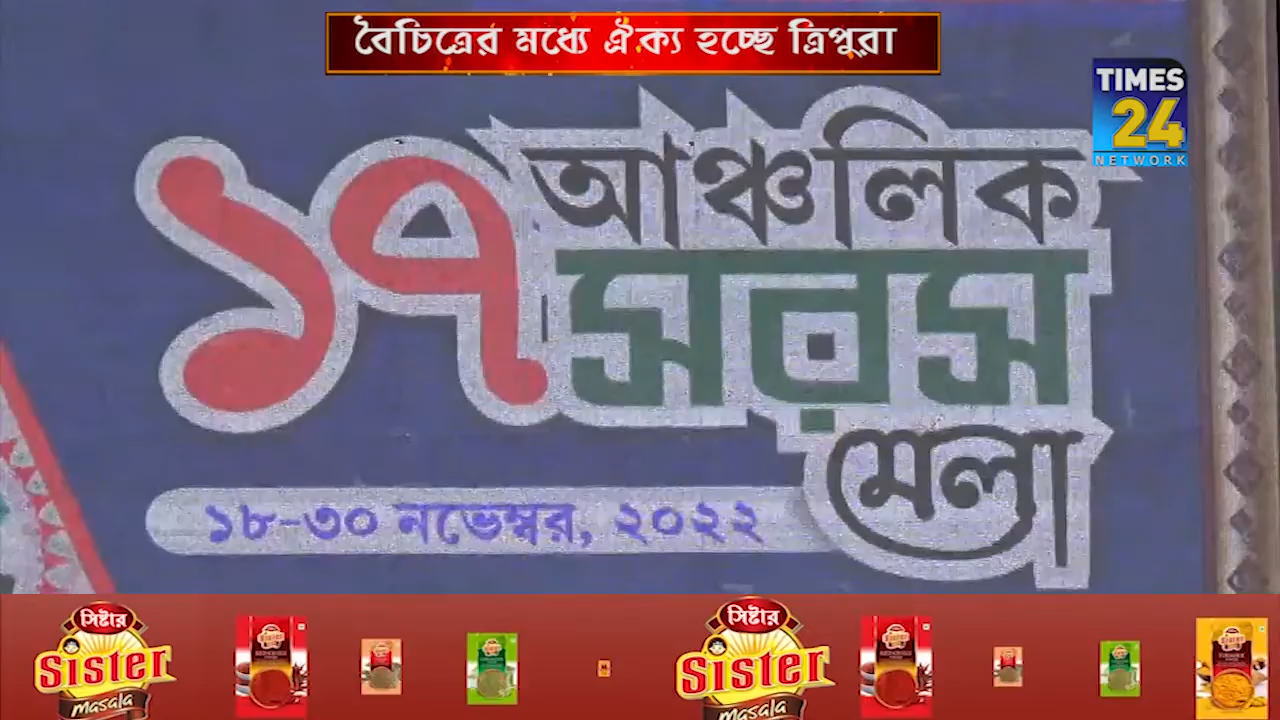 বৈচিত্রের মধ্যে ঐক্য হচ্ছে ত্রিপুরা
TIMES
24
NETWORK
১৭ আঞ্চলিক
সরস
মেলা
১৮-৩০ নভেম্বর, ২০২২
সিষ্টার
Sister
masala
সিষ্টার
Sister
masala